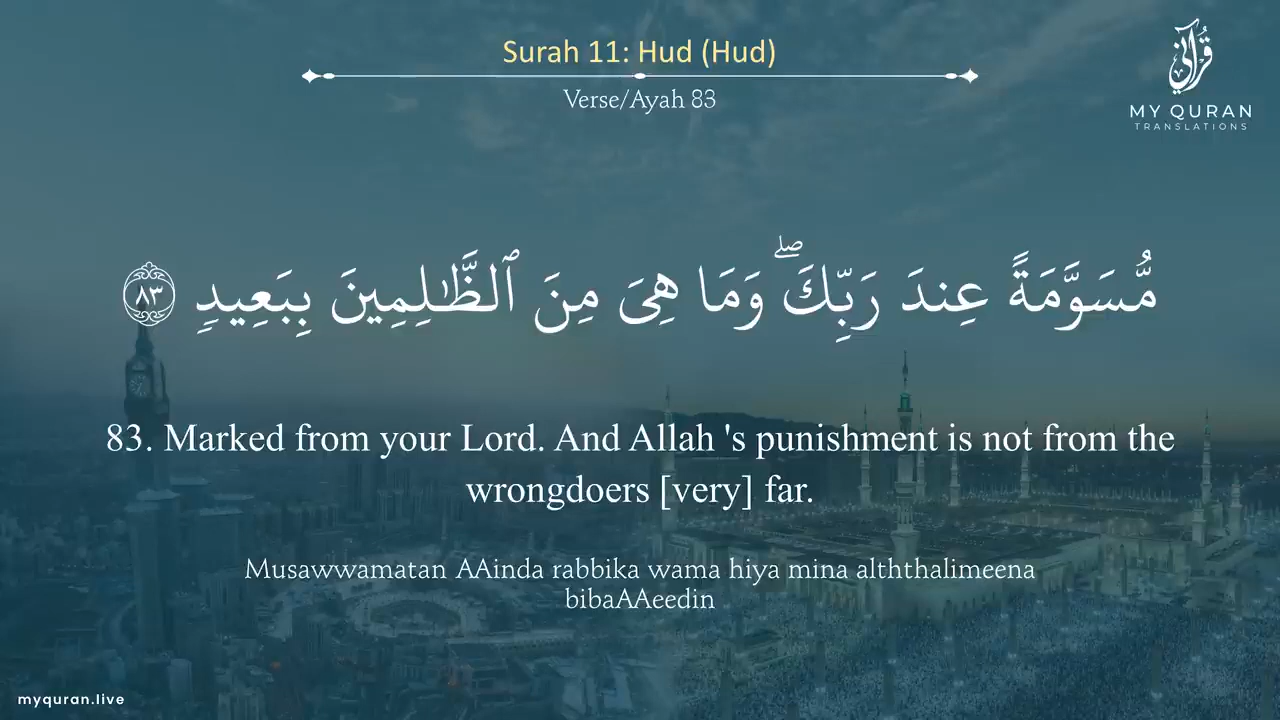 Surah 11: Hud (Hud)
Verse/Ayah 83
قرآني
MY QURAN
TRANSLATIONS
مُّسَوَّمَةً عِندَ رَبِّكَ ۖ وَمَا هِىَ مِنَ ٱلظَّـٰلِمِينَ بِبَعِيدٍ ٨٣
83. Marked from your Lord. And Allah 's punishment is not from the
wrongdoers [very] far.
Musawwamatan AAinda rabbika wama hiya mina alththalimeena
bibaAAeedin
myquran.live